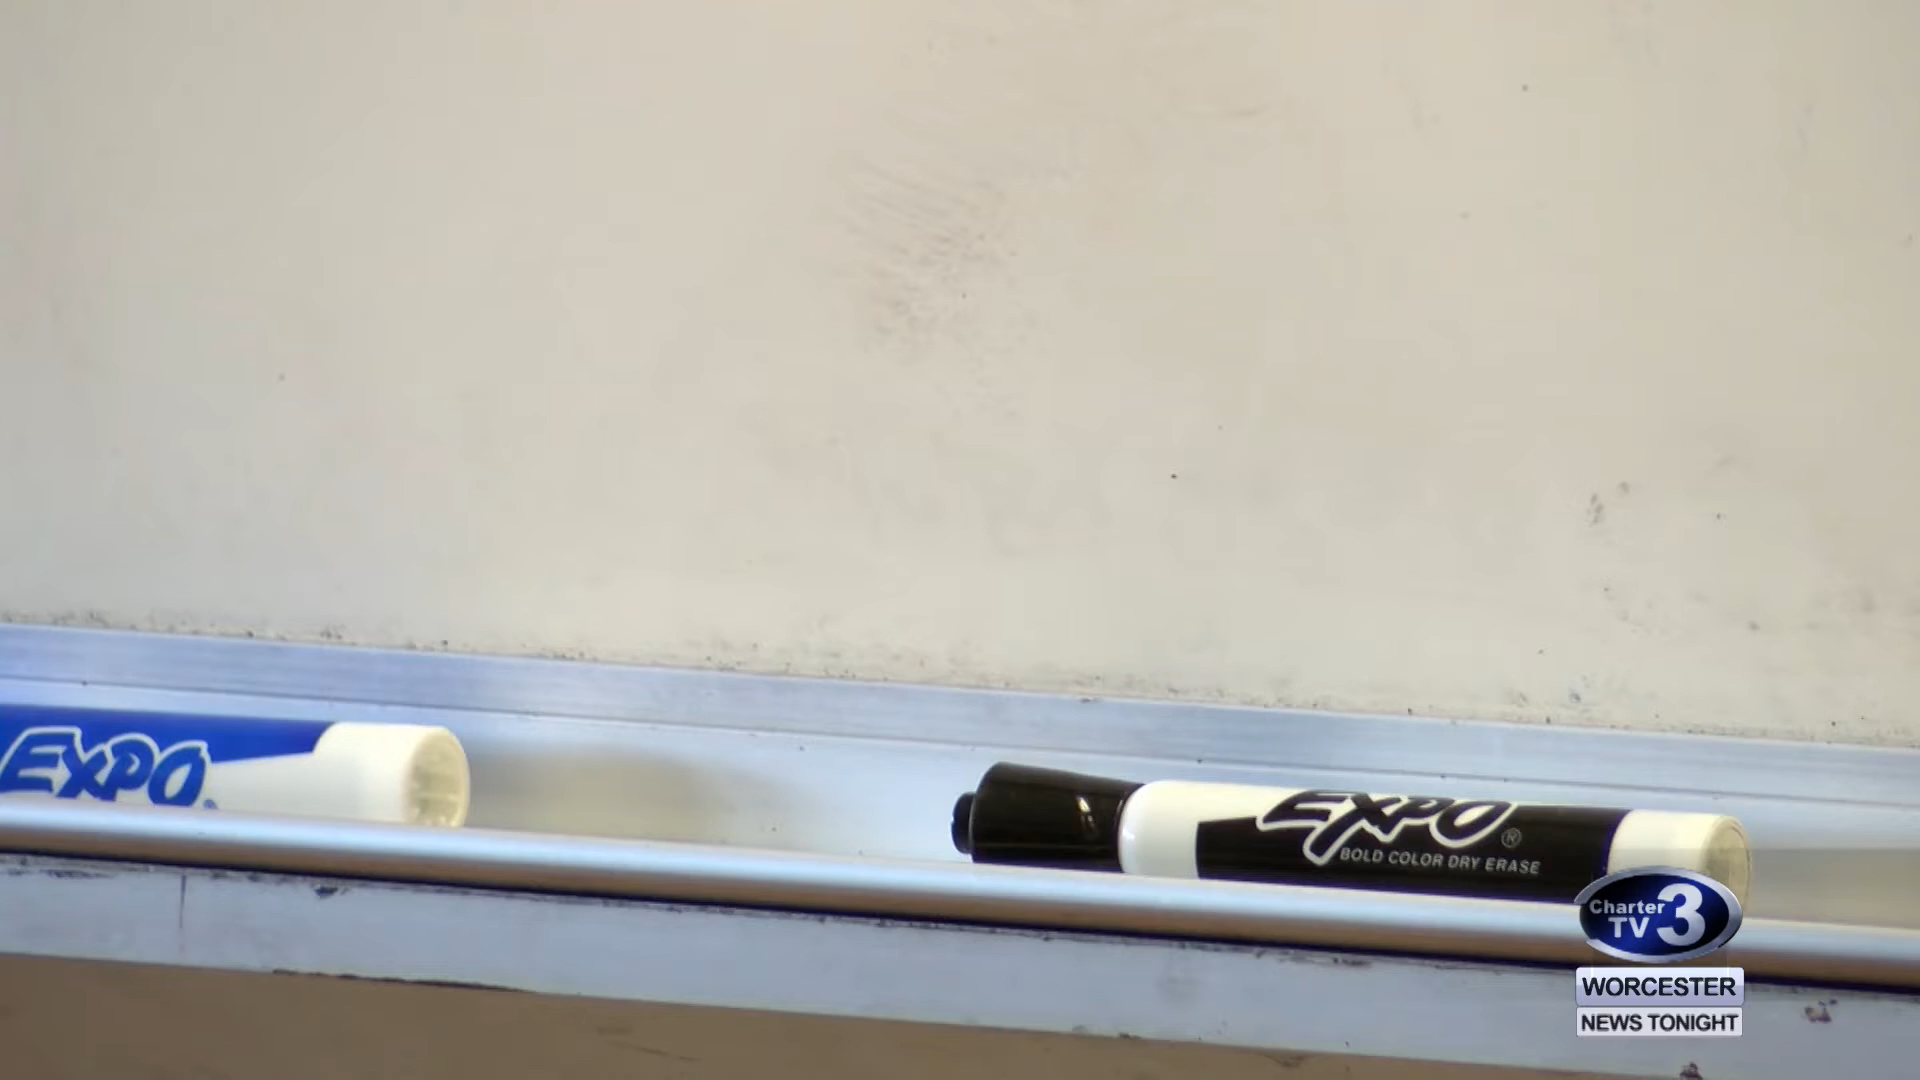 EXPO
EXPO®
BOLD COLOR DRY ERASE
Charter
TV 3
WORCESTER
NEWS TONIGHT